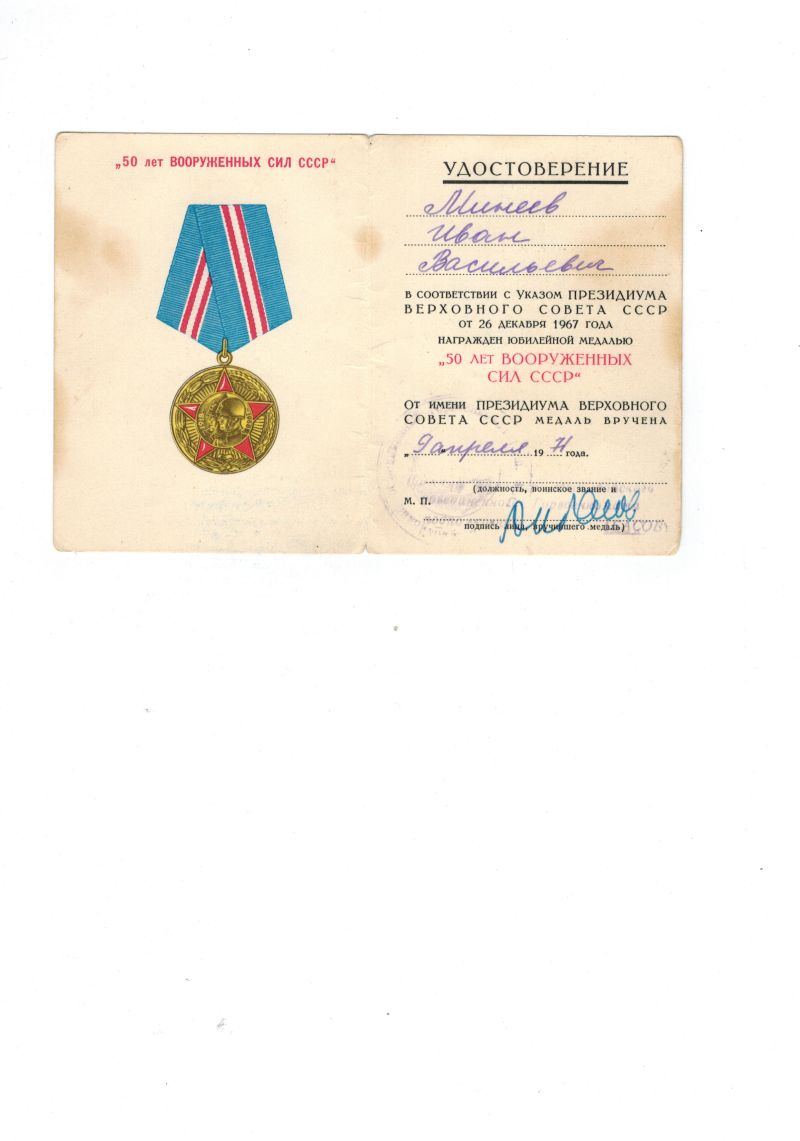 „50 лет ВООРУЖЕННЫХ СИЛ СССР“
УДОСТОВЕРЕНИЕ
Минеев
Иван
Васильевич
В СООТВЕТСТВИИ С УКАЗОМ ПРЕЗИДИУМА
ВЕРХОВНОГО СОВЕТА СССР
ОТ 26 ДЕКАБРЯ 1967 ГОДА
НАГРАЖДЕН ЮБИЛЕЙНОЙ МЕДАЛЬЮ
„50 ЛЕТ ВООРУЖЕННЫХ
СИЛ СССР“
ОТ ИМЕНИ ПРЕЗИДИУМА ВЕРХОВНОГО
СОВЕТА СССР МЕДАЛЬ ВРУЧЕНА
„9 апреля 1971 года.
(должность, воинское звание и
М. П.
подпись лица, вручившего медаль)